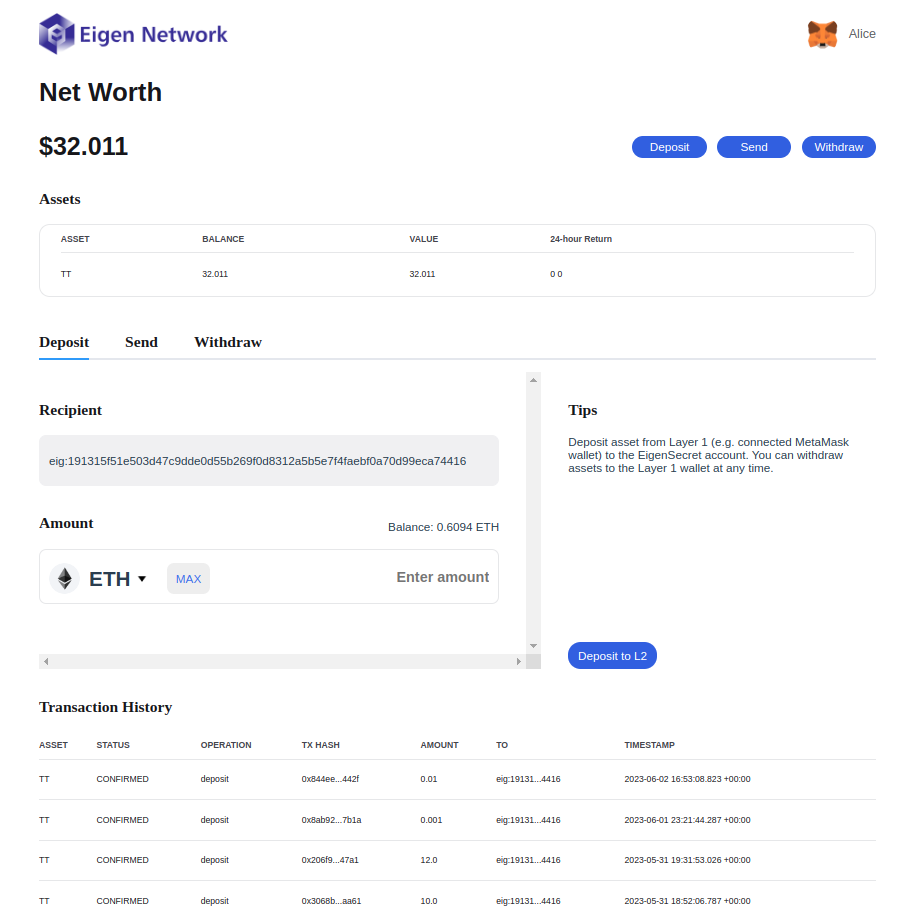 Eigen Network
Alice
Net Worth
$32.011
Deposit Send Withdraw
Assets
ASSET BALANCE VALUE 24-hour Return
TT 32.011 32.011 0 0
Deposit Send Withdraw
Recipient
eig:191315f51e503d47c9dde0d55b269f0d8312a5b5e7f4faebf0a70d99eca74416
Amount
Balance: 0.6094 ETH
ETH MAX Enter amount
Tips
Deposit asset from Layer 1 (e.g. connected MetaMask
wallet) to the EigenSecret account. You can withdraw
assets to the Layer 1 wallet at any time.
Deposit to L2
Transaction History
ASSET STATUS OPERATION TX HASH AMOUNT TO TIMESTAMP
TT CONFIRMED deposit 0x844ee...442f 0.01 eig:19131...4416 2023-06-02 16:53:08.823 +00:00
TT CONFIRMED deposit 0x8ab92...7b1a 0.001 eig:19131...4416 2023-06-01 23:21:44.287 +00:00
TT CONFIRMED deposit 0x206f9...47a1 12.0 eig:19131...4416 2023-05-31 19:31:53.026 +00:00
TT CONFIRMED deposit 0x3068b...aa61 10.0 eig:19131...4416 2023-05-31 18:52:06.787 +00:00